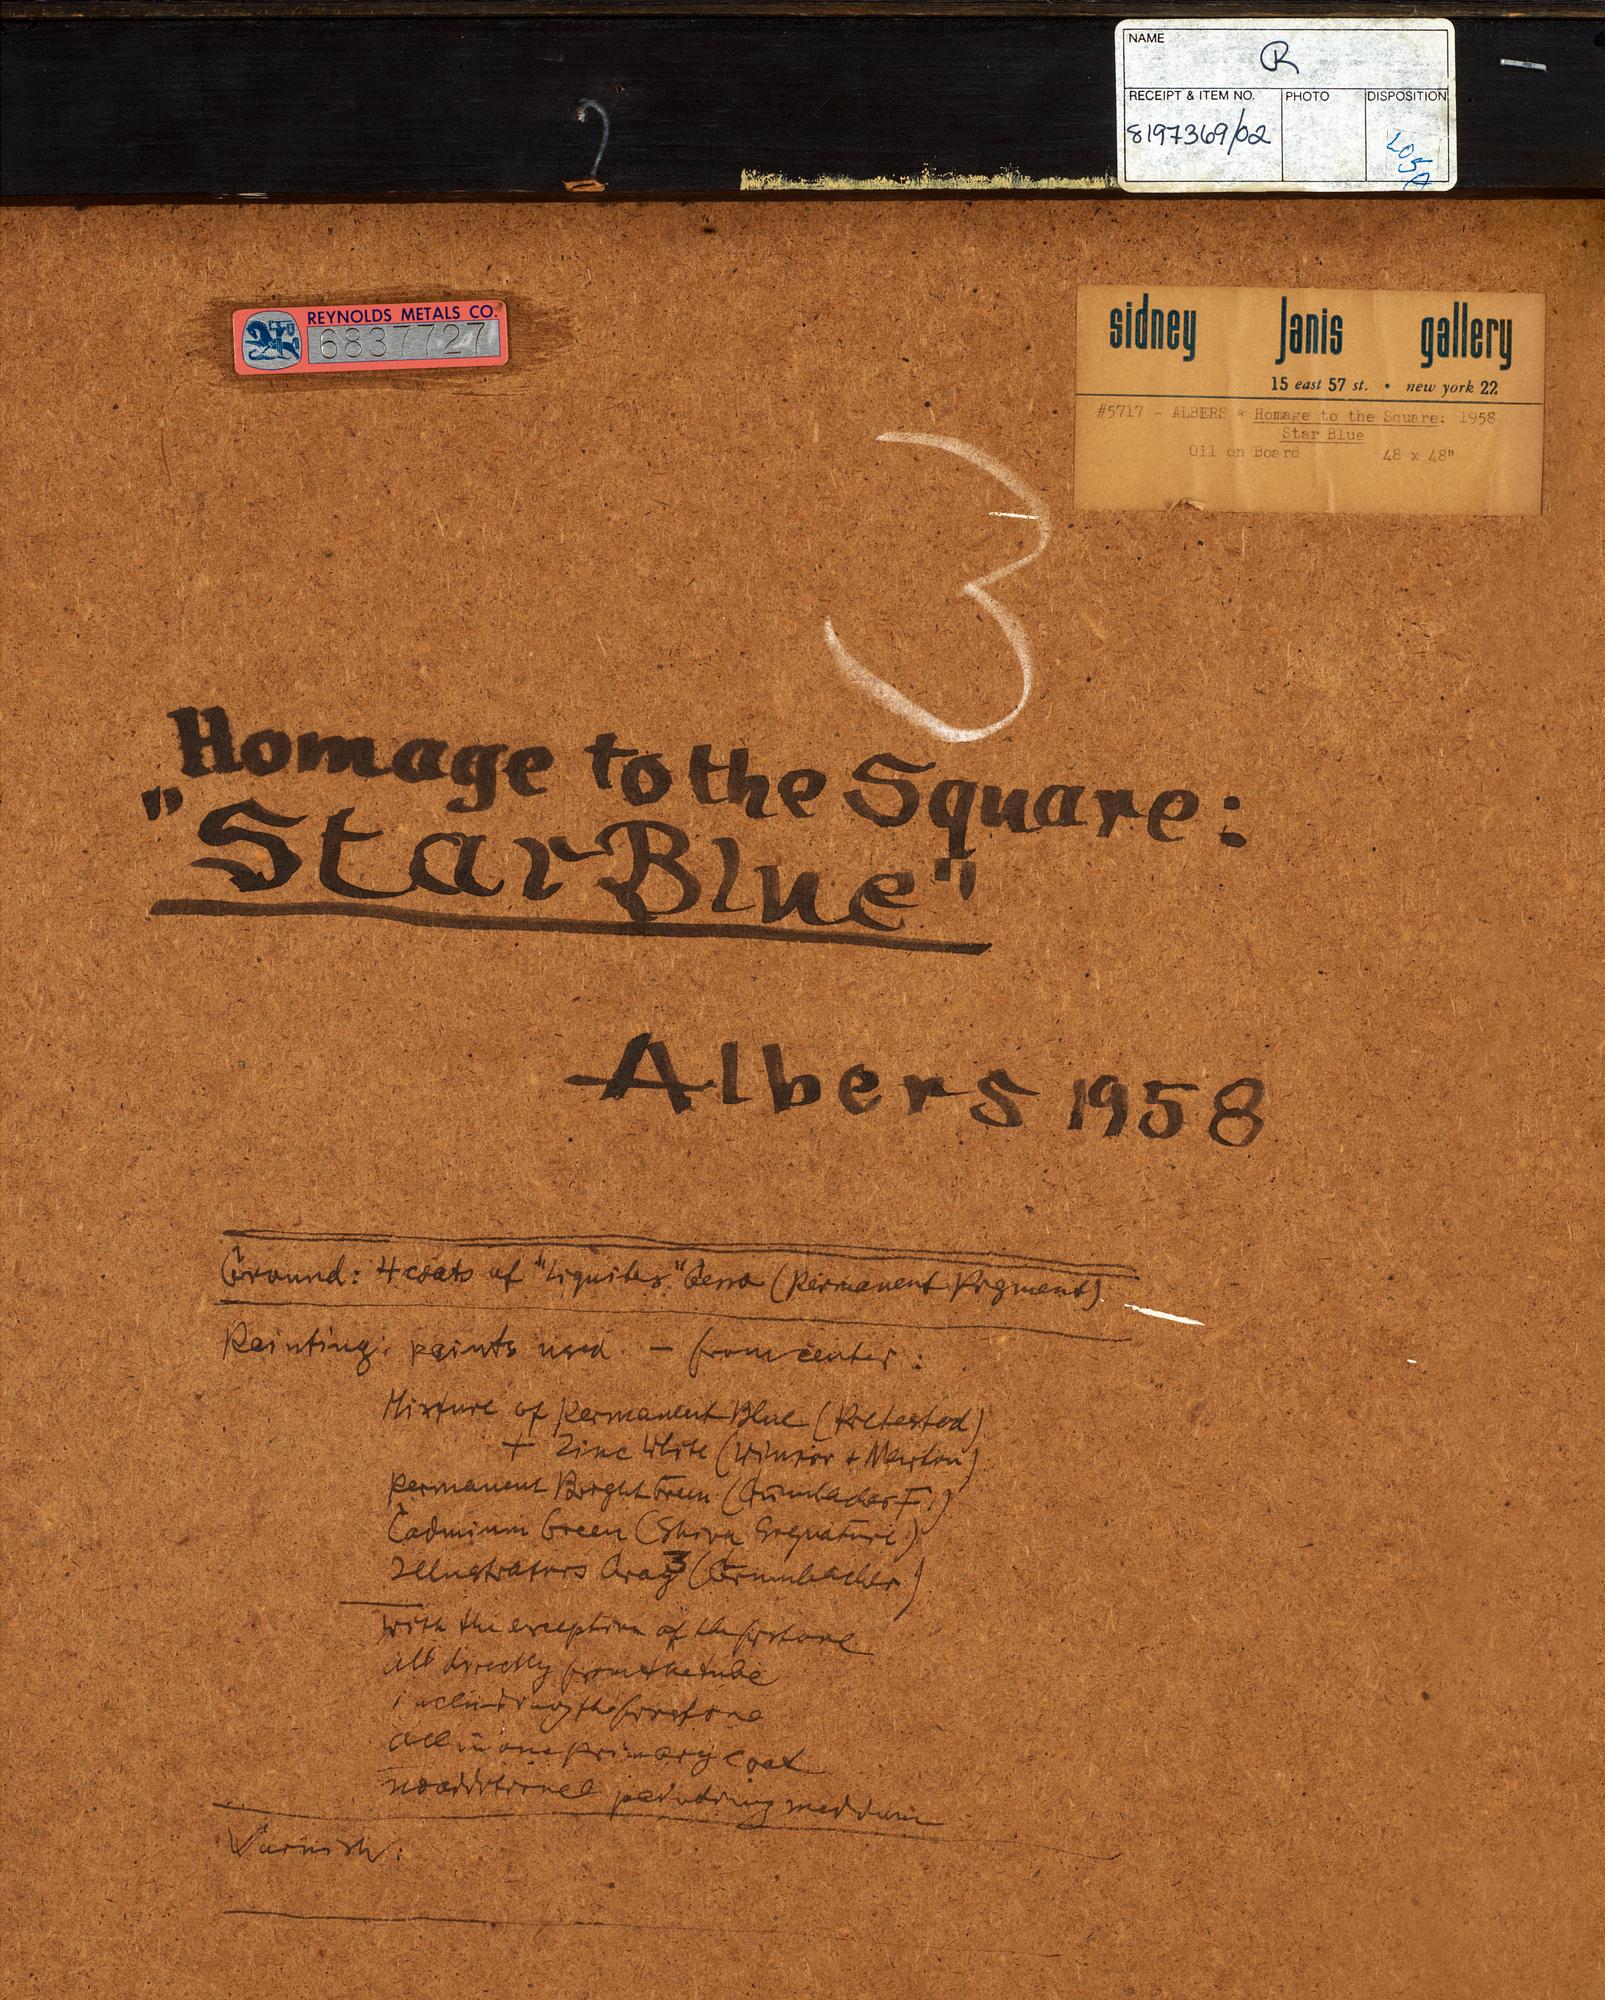 NAME
R
RECEIPT & ITEM NO. PHOTO DISPOSITION
8197369/02
REYNOLDS METALS CO.
6837727
sidney Janis gallery
15 east 57 st. • new york 22
#5717 - ALBERS * Homage to the Square: 1958
Star Blue
Oil on Board 48 x 48"
3
Homage to the Square:
"Star Blue"
Albers 1958
Ground: 4 coats of "Liquitex" Gesso (Permanent Pigment)
Painting: paints used - from center:
Mixture of Permanent Blue (Pretested)
+ Zinc White (Winsor + Newton)
Permanent Bright Green (Grumbacher F.)
Cadmium Green (Shiva Signature)
Illustrators Gray 3 (Grumbacher)
with the exception of the first one
all directly from the tube
including the first one
all in one primary coat
no additional painting medium
Varnish: